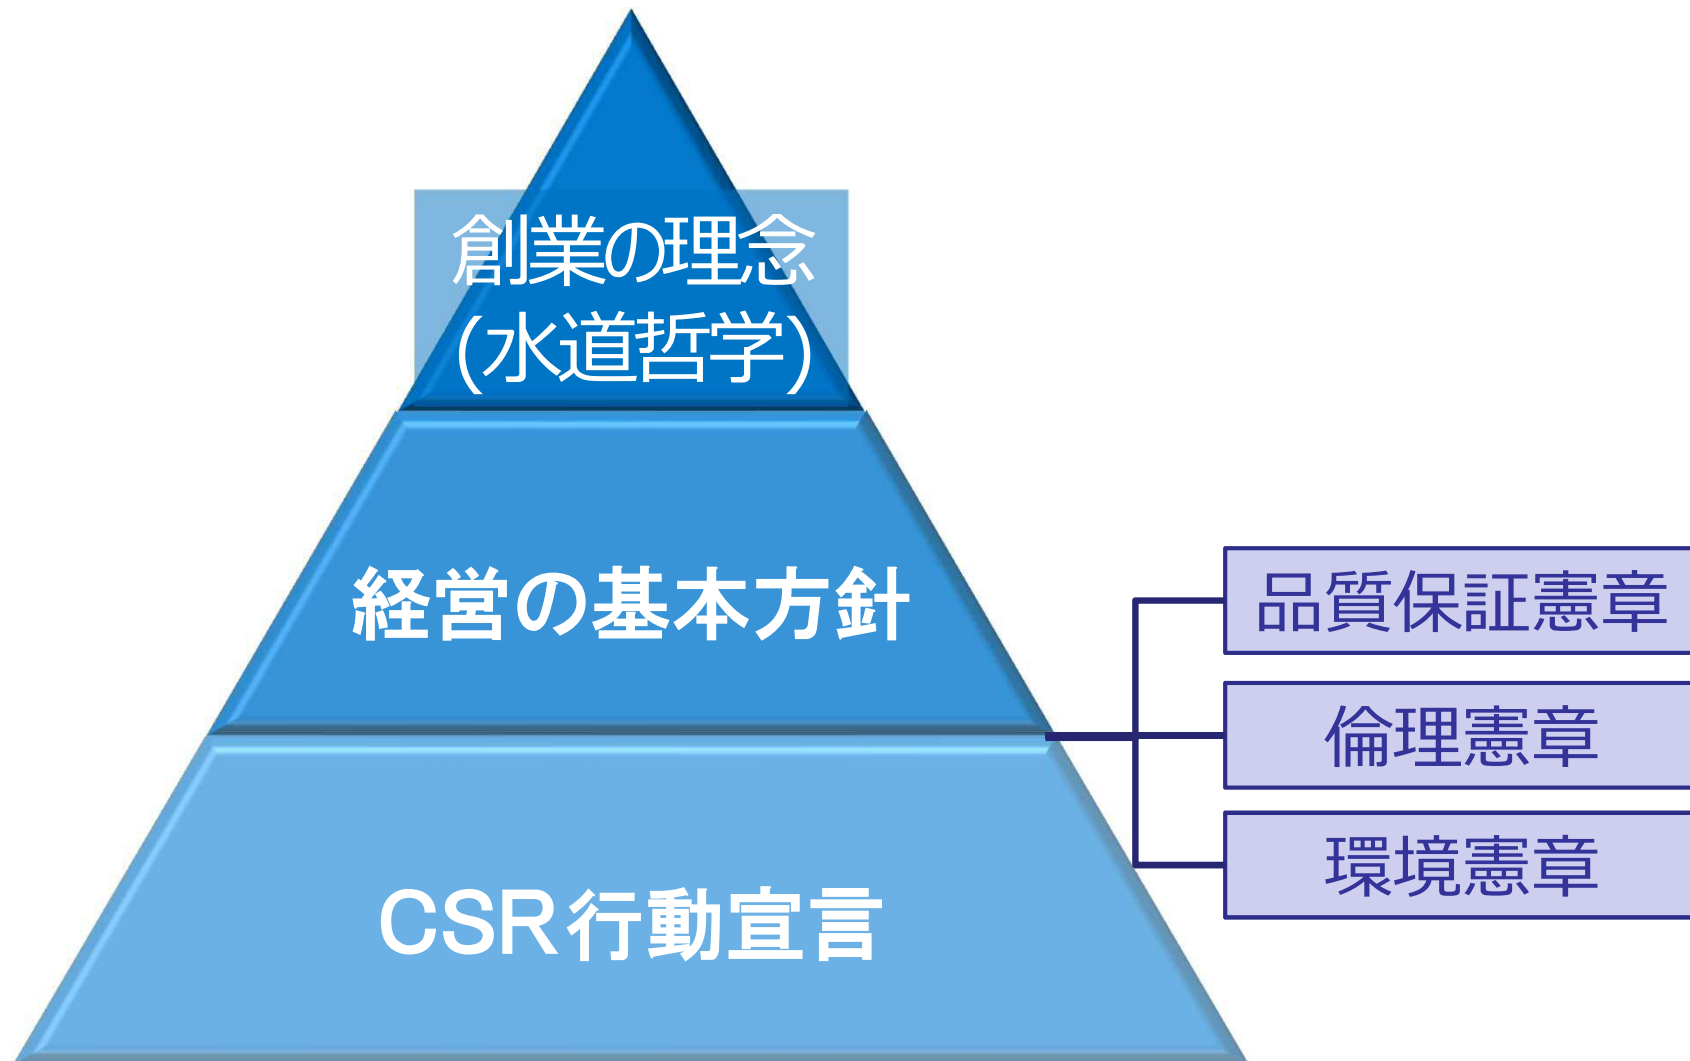 創業の理念
(水道哲学)
経営の基本方針
品質保証憲章
倫理憲章
環境憲章
CSR行動宣言